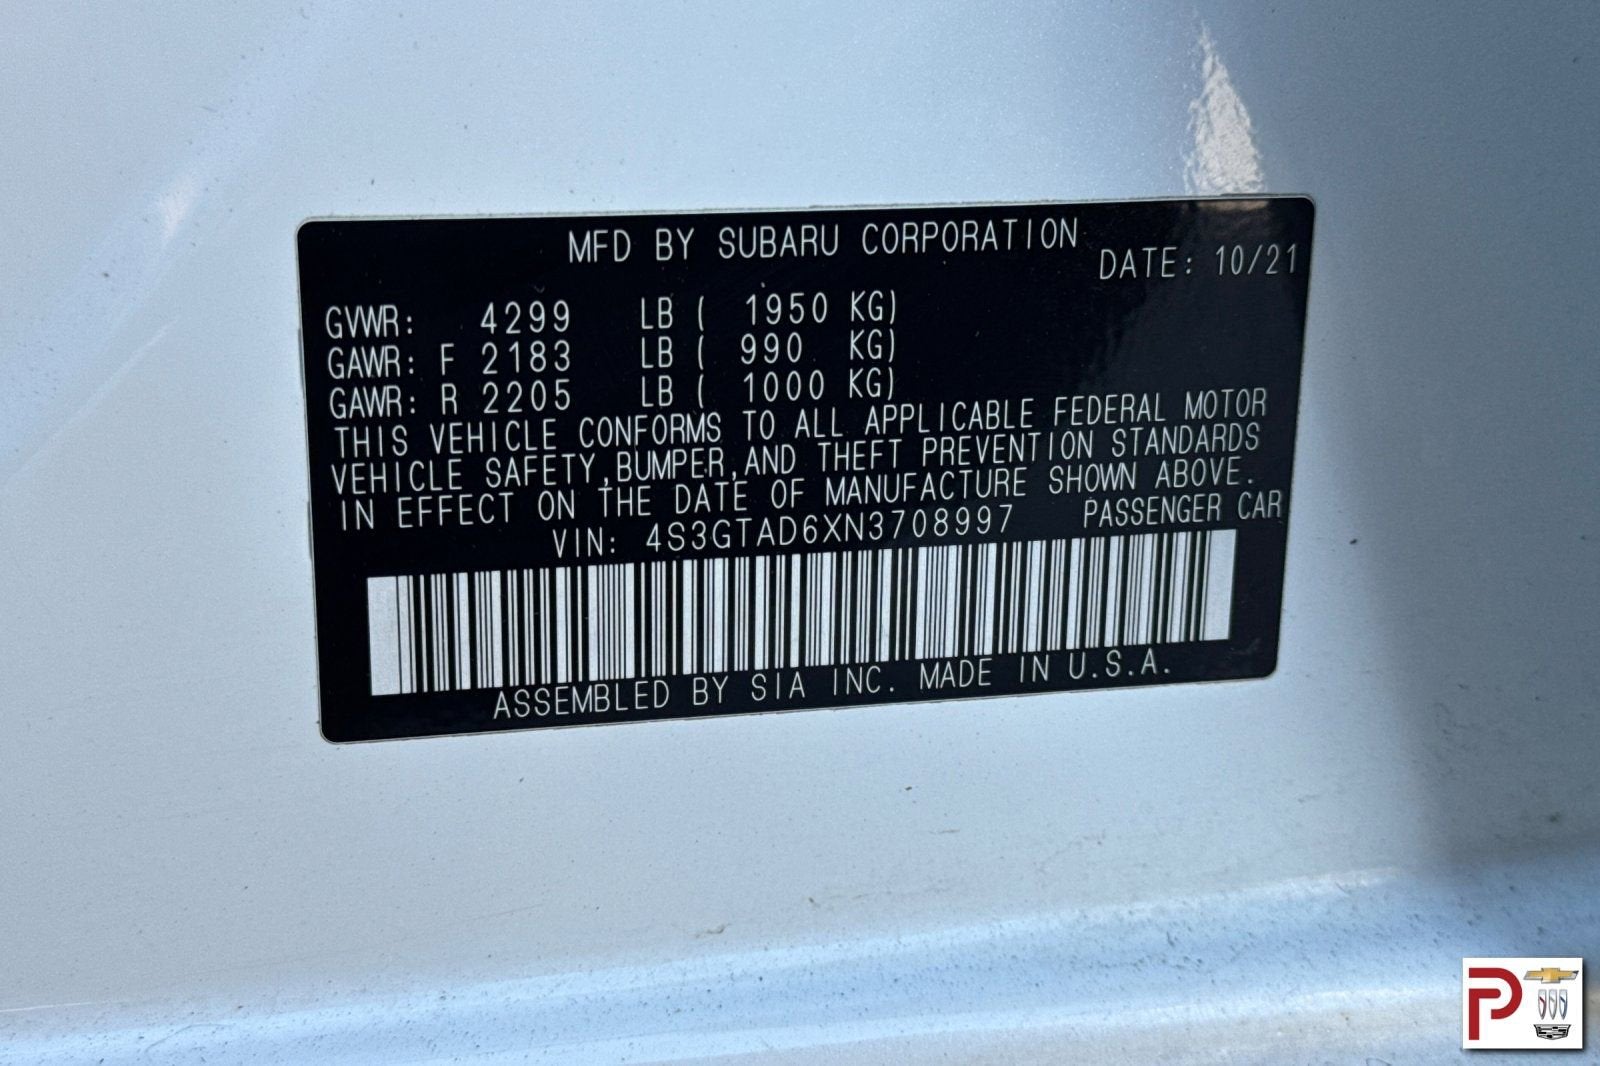 MFD BY SUBARU CORPORATION
DATE: 10/21
GVWR: 4299 LB ( 1950 KG)
GAWR: F 2183 LB ( 990 KG)
GAWR: R 2205 LB ( 1000 KG)
THIS VEHICLE CONFORMS TO ALL APPLICABLE FEDERAL MOTOR
VEHICLE SAFETY,BUMPER,AND THEFT PREVENTION STANDARDS
IN EFFECT ON THE DATE OF MANUFACTURE SHOWN ABOVE.
VIN: 4S3GTAD6XN3708997 PASSENGER CAR
ASSEMBLED BY SIA INC. MADE IN U.S.A.
P